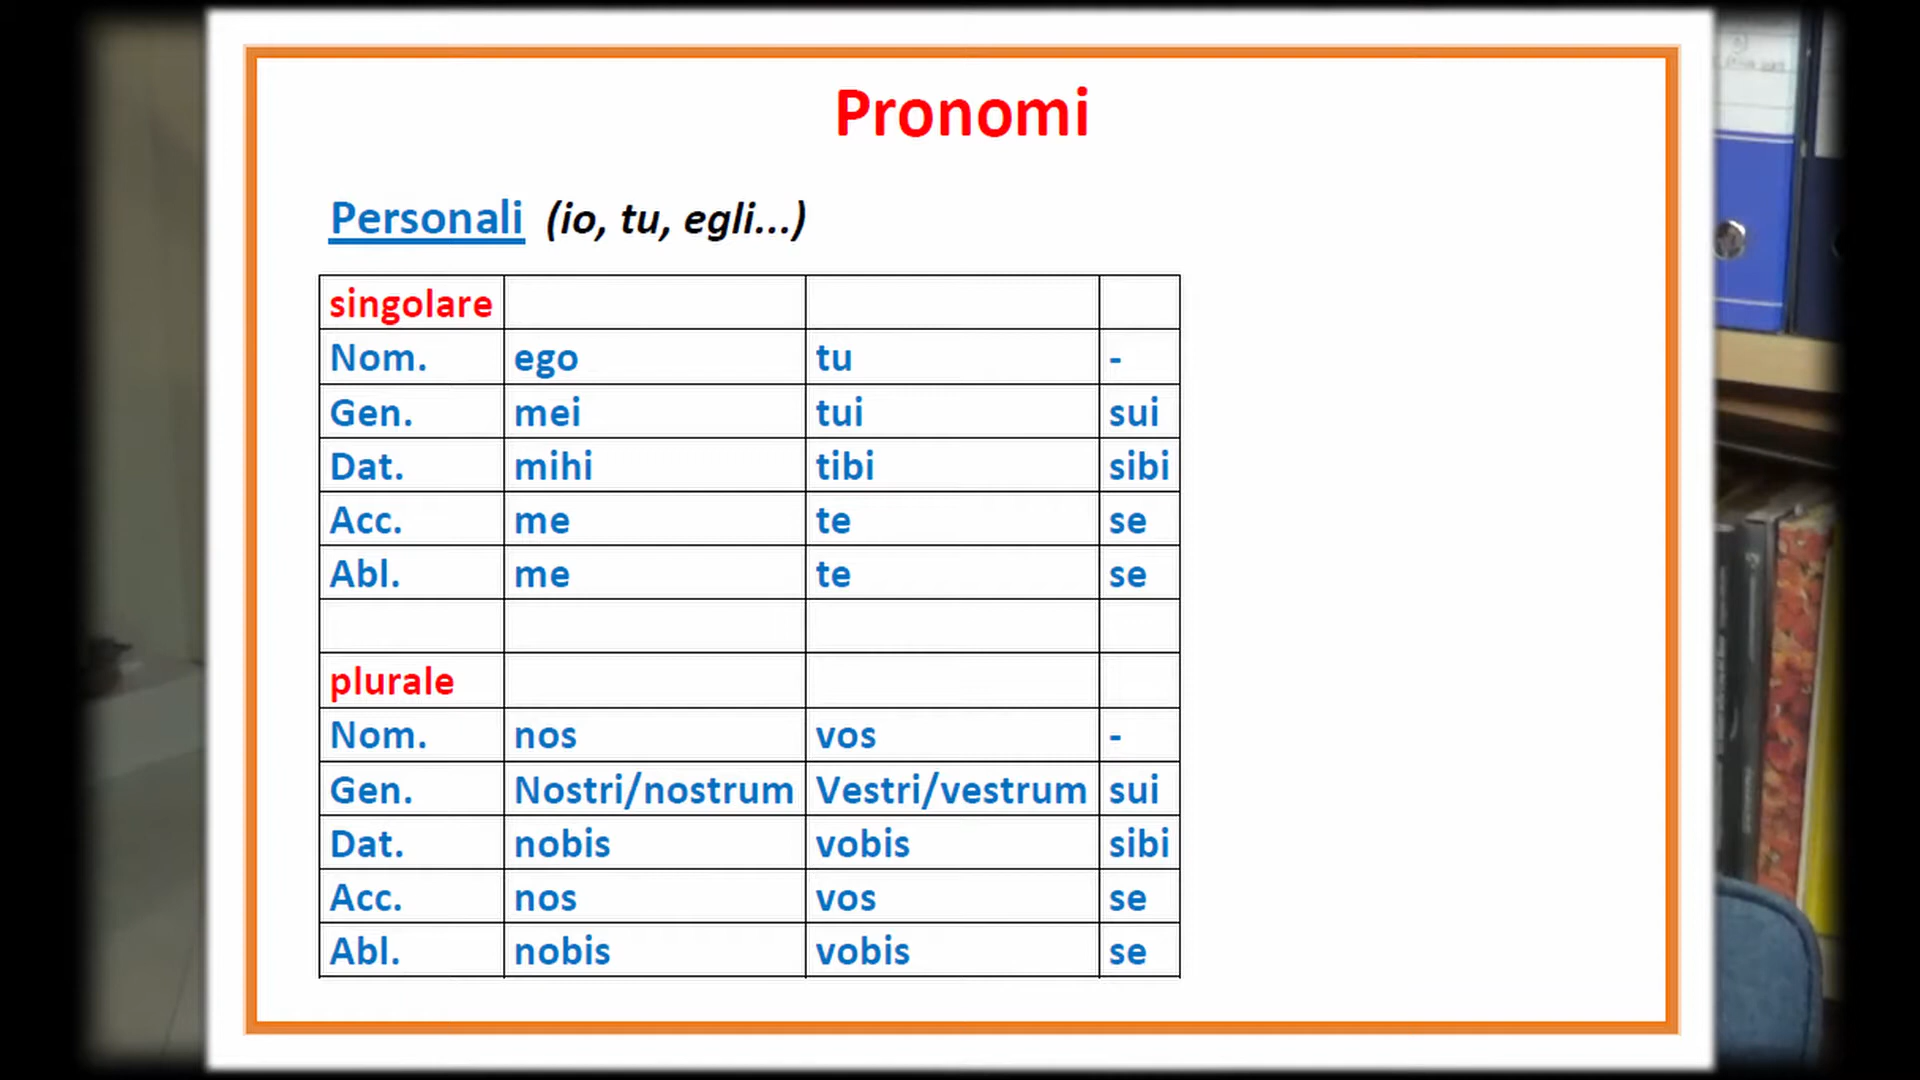 Pronomi
Personali (io, tu, egli...)
singolare
Nom. ego tu -
Gen. mei tui sui
Dat. mihi tibi sibi
Acc. me te se
Abl. me te se
plurale
Nom. nos vos -
Gen. Nostri/nostrum Vestri/vestrum sui
Dat. nobis vobis sibi
Acc. nos vos se
Abl. nobis vobis se